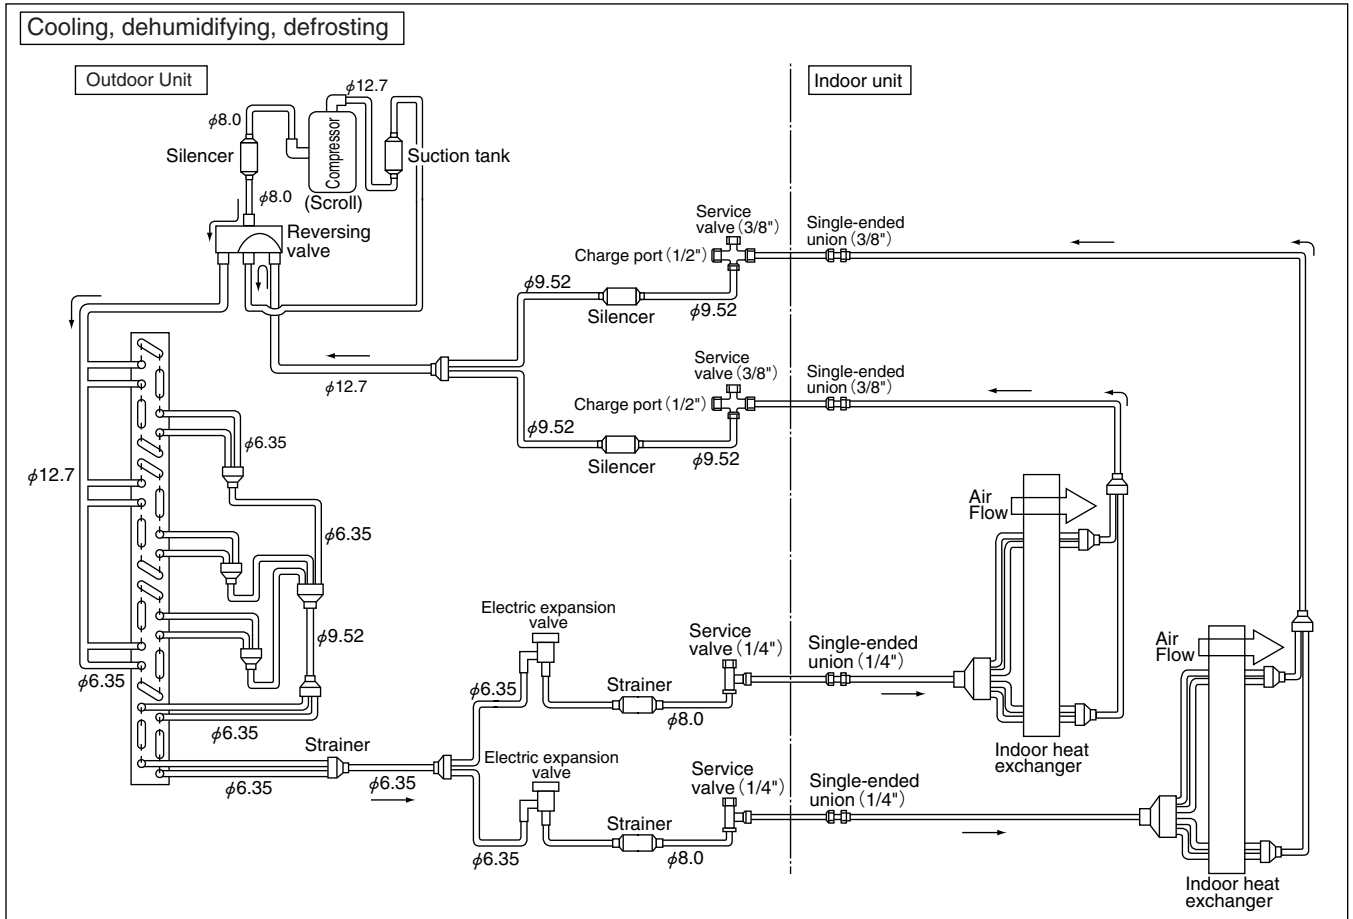 Cooling, dehumidifying, defrosting
Outdoor Unit
Indoor unit
ϕ12.7
ϕ8.0
Silencer
Compressor
Suction tank
ϕ8.0
(Scroll)
Reversing
valve
Service
valve (3/8")
Single-ended
union (3/8")
Charge port (1/2")
ϕ9.52
Silencer
ϕ9.52
ϕ12.7
Service
valve (3/8")
Single-ended
union (3/8")
Charge port (1/2")
ϕ9.52
Silencer
ϕ9.52
ϕ6.35
ϕ12.7
ϕ6.35
Air
Flow
ϕ9.52
ϕ6.35
ϕ6.35
Electric expansion
valve
Service
valve (1/4")
Single-ended
union (1/4")
Air
Flow
ϕ6.35
Strainer
ϕ8.0
Strainer
ϕ6.35
ϕ6.35
Indoor heat
exchanger
Electric expansion
valve
Service
valve (1/4")
Single-ended
union (1/4")
Strainer
ϕ6.35
ϕ8.0
Indoor heat
exchanger